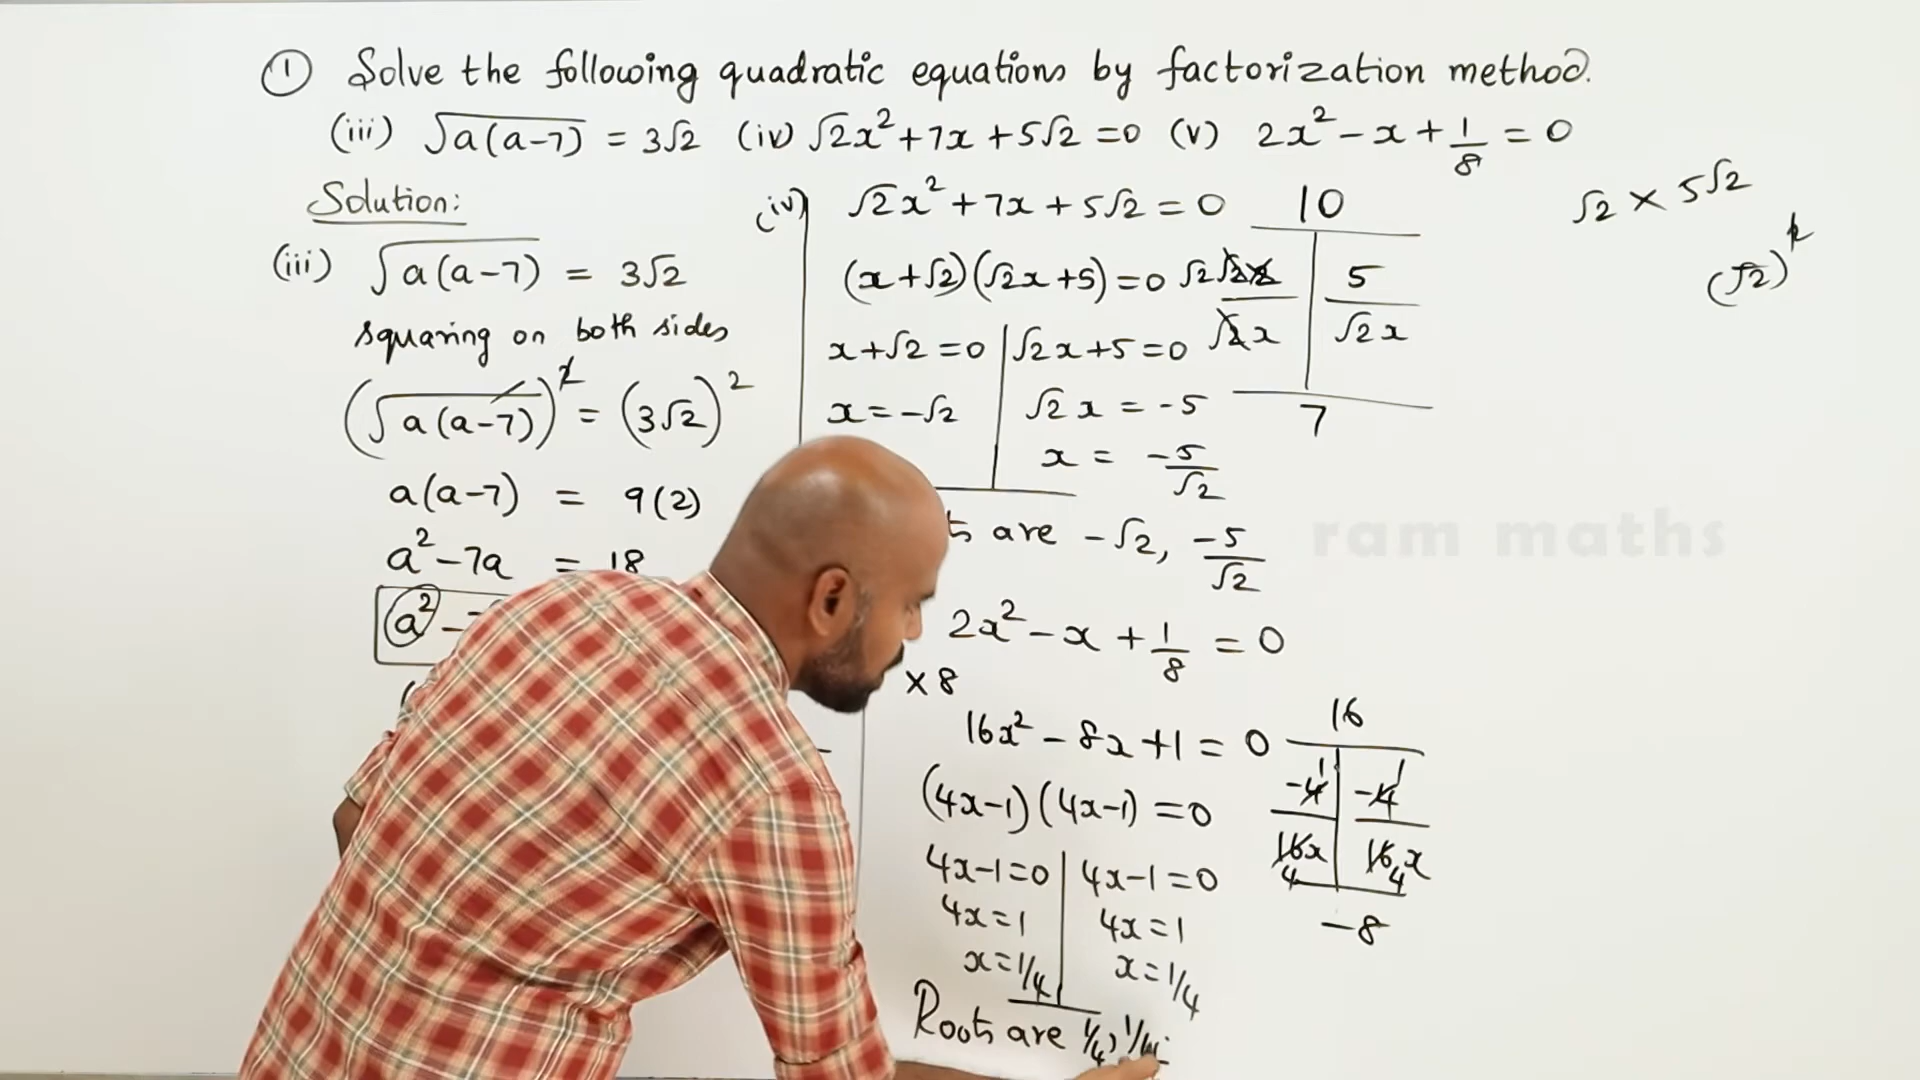 ① Solve the following quadratic equations by factorization method.
(iii) √a(a-7) = 3√2 (iv) √2x²+7x+5√2=0 (v) 2x²-x+1/8=0
Solution:
(iii) √a(a-7) = 3√2
squaring on both sides
(√a(a-7))² = (3√2)²
a(a-7) = 9(2)
a²-7a = 18
a² -
(iv) √2x²+7x+5√2=0
(x+√2)(√2x+5)=0
x+√2=0 | √2x+5=0
x=-√2 | √2x = -5
x = -5/√2
are -√2, -5/√2
10
5
√2x
√2x
7
√2 × 5√2
(√2)²
ram maths
2x²-x+1/8 = 0
×8
16x²-8x+1=0
(4x-1)(4x-1)=0
4x-1=0 | 4x-1=0
4x=1 | 4x=1
x=1/4 | x=1/4
Roots are 1/4, 1/4.
16
-4 | -4
16x | 16x
4 | 4
-8